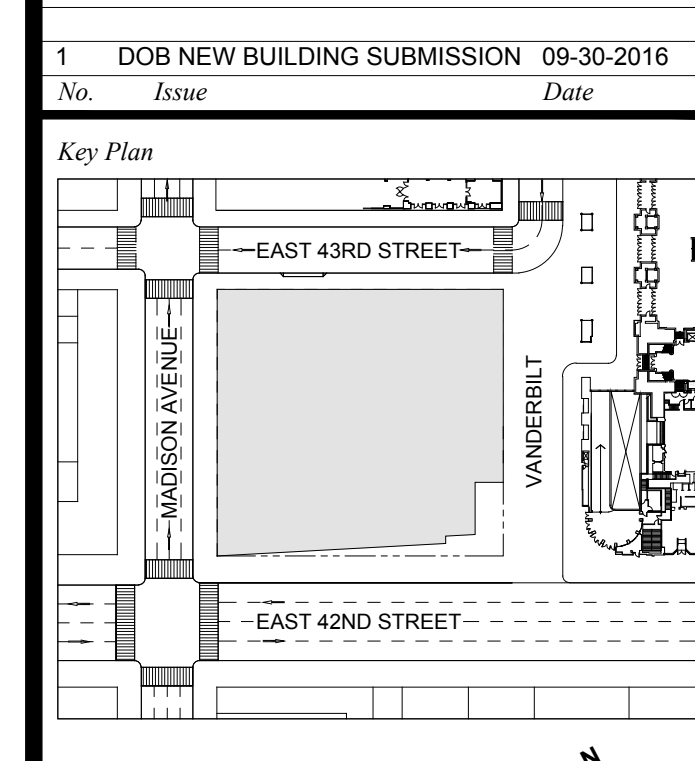 1 DOB NEW BUILDING SUBMISSION 09-30-2016
No. Issue Date
Key Plan
EAST 43RD STREET
MADISON AVENUE
VANDERBILT
EAST 42ND STREET
N